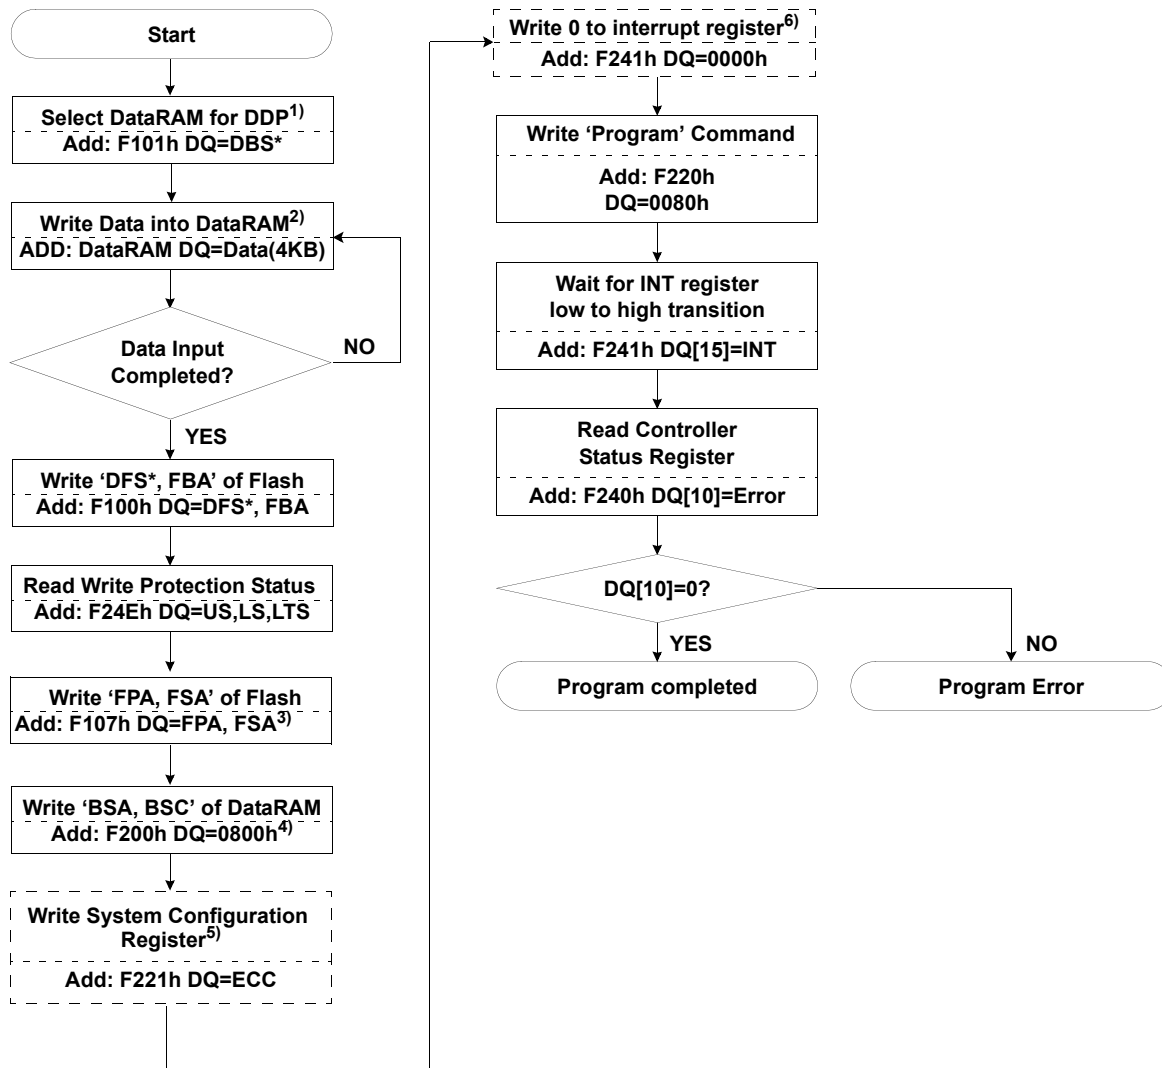 Start
Select DataRAM for DDP1)
Add: F101h DQ=DBS*
Write Data into DataRAM2)
ADD: DataRAM DQ=Data(4KB)
Data Input
Completed?
NO
YES
Write ‘DFS*, FBA’ of Flash
Add: F100h DQ=DFS*, FBA
Read Write Protection Status
Add: F24Eh DQ=US,LS,LTS
Write ‘FPA, FSA’ of Flash
Add: F107h DQ=FPA, FSA3)
Write ‘BSA, BSC’ of DataRAM
Add: F200h DQ=0800h4)
Write System Configuration
Register5)
Add: F221h DQ=ECC
Write 0 to interrupt register6)
Add: F241h DQ=0000h
Write ‘Program’ Command
Add: F220h
DQ=0080h
Wait for INT register
low to high transition
Add: F241h DQ[15]=INT
Read Controller
Status Register
Add: F240h DQ[10]=Error
DQ[10]=0?
YES
NO
Program completed
Program Error